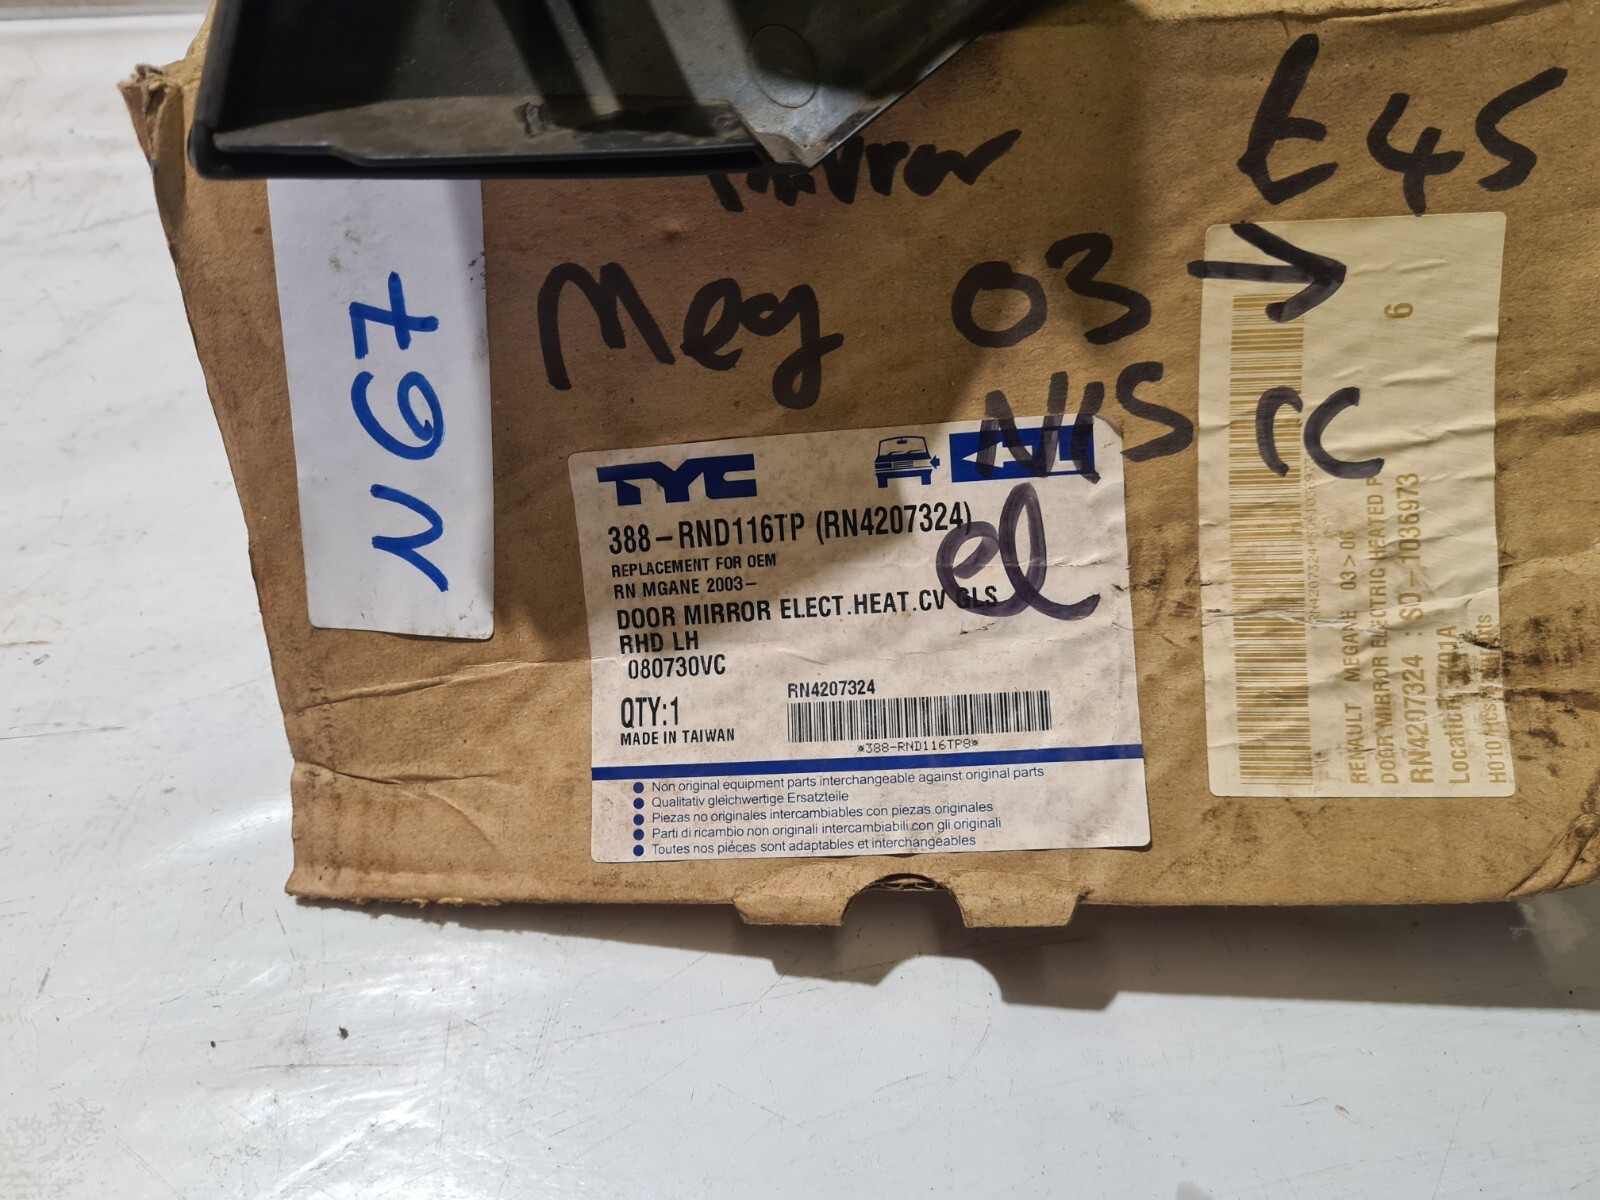 mirror
£45
Meg 03 >
N/S
rc
el
N67
TYC
388-RND116TP (RN4207324)
REPLACEMENT FOR OEM
RN MGANE 2003-
DOOR MIRROR ELECT.HEAT.CV GLS
RHD LH
080730VC
QTY:1
MADE IN TAIWAN
RN4207324
*388-RND116TP8*
Non original equipment parts interchangeable against original parts
Qualitativ gleichwertige Ersatzteile
Piezas no originales intercambiables con piezas originales
Parti di ricambio non originali intercambiabili con gli originali
Toutes nos piéces sont adaptables et interchangeables
6
RENAULT MEGANE 03>06
DOOR MIRROR ELECTRIC HEATED P
RN4207324 : SO-1036973
Location